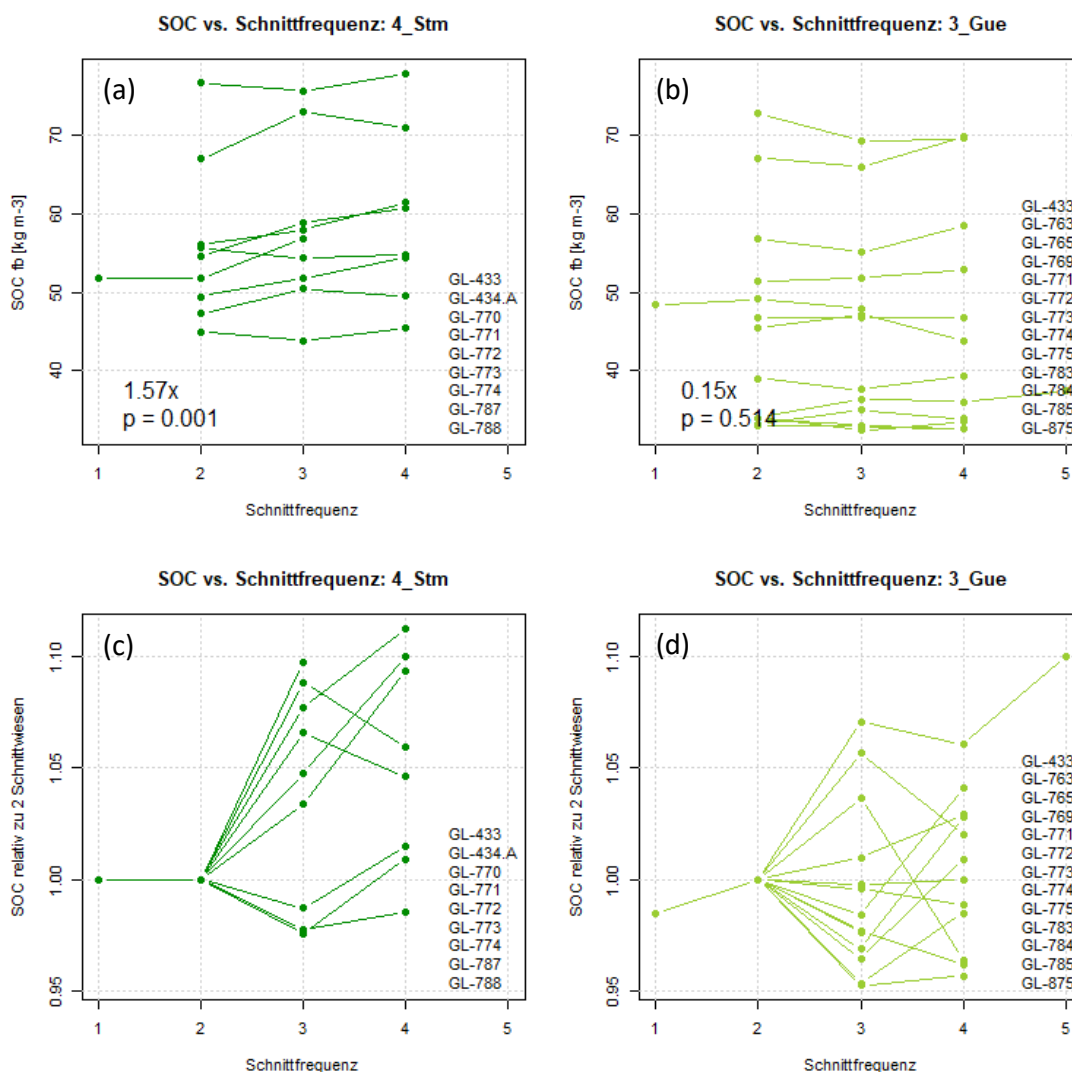 SOC vs. Schnittfrequenz: 4_Stm
(a)
SOC fb [kg m-3]
70
60
50
40
1.57x
p = 0.001
GL-433
GL-434.A
GL-770
GL-771
GL-772
GL-773
GL-774
GL-787
GL-788
1 2 3 4 5
Schnittfrequenz
SOC vs. Schnittfrequenz: 3_Gue
(b)
SOC fb [kg m-3]
70
60
50
40
0.15x
p = 0.514
GL-433
GL-763
GL-765
GL-769
GL-771
GL-772
GL-773
GL-774
GL-775
GL-783
GL-784
GL-785
GL-875
1 2 3 4 5
Schnittfrequenz
SOC vs. Schnittfrequenz: 4_Stm
(c)
SOC relativ zu 2 Schnittwiesen
1.10
1.05
1.00
0.95
GL-433
GL-434.A
GL-770
GL-771
GL-772
GL-773
GL-774
GL-787
GL-788
1 2 3 4 5
Schnittfrequenz
SOC vs. Schnittfrequenz: 3_Gue
(d)
SOC relativ zu 2 Schnittwiesen
1.10
1.05
1.00
0.95
GL-433
GL-763
GL-765
GL-769
GL-771
GL-772
GL-773
GL-774
GL-775
GL-783
GL-784
GL-785
GL-875
1 2 3 4 5
Schnittfrequenz